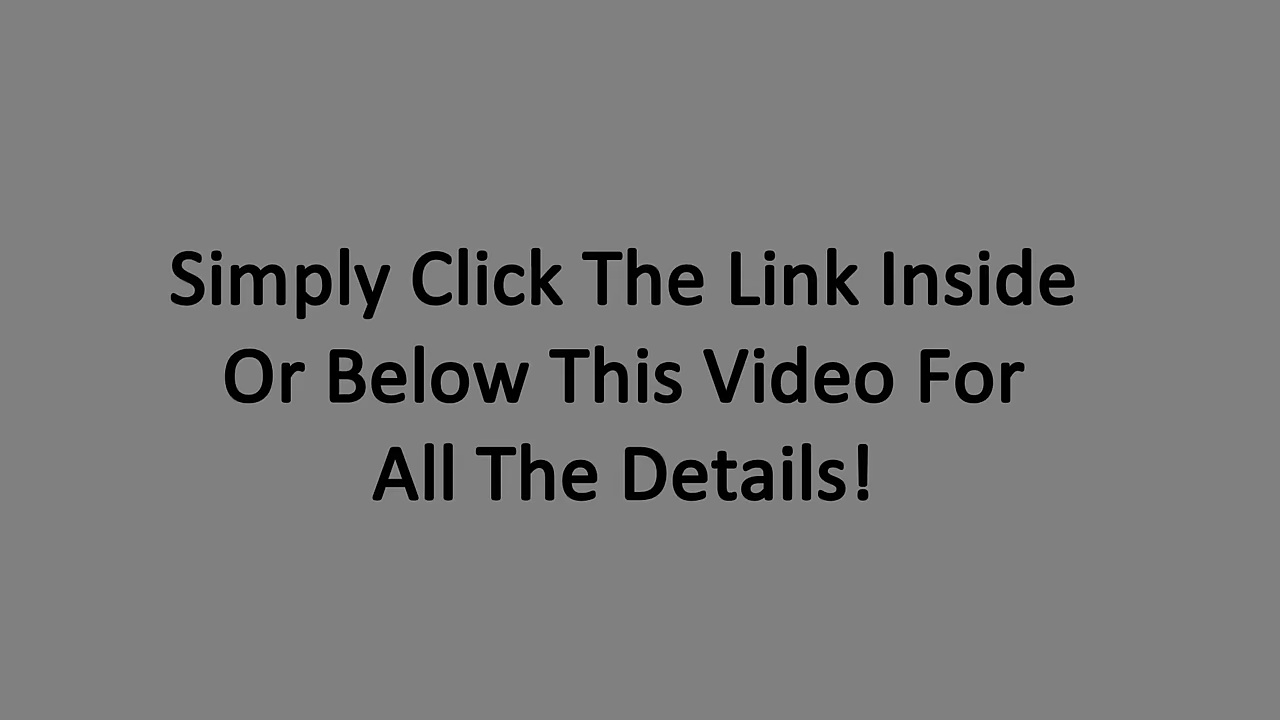 Simply Click The Link Inside
Or Below This Video For
All The Details!